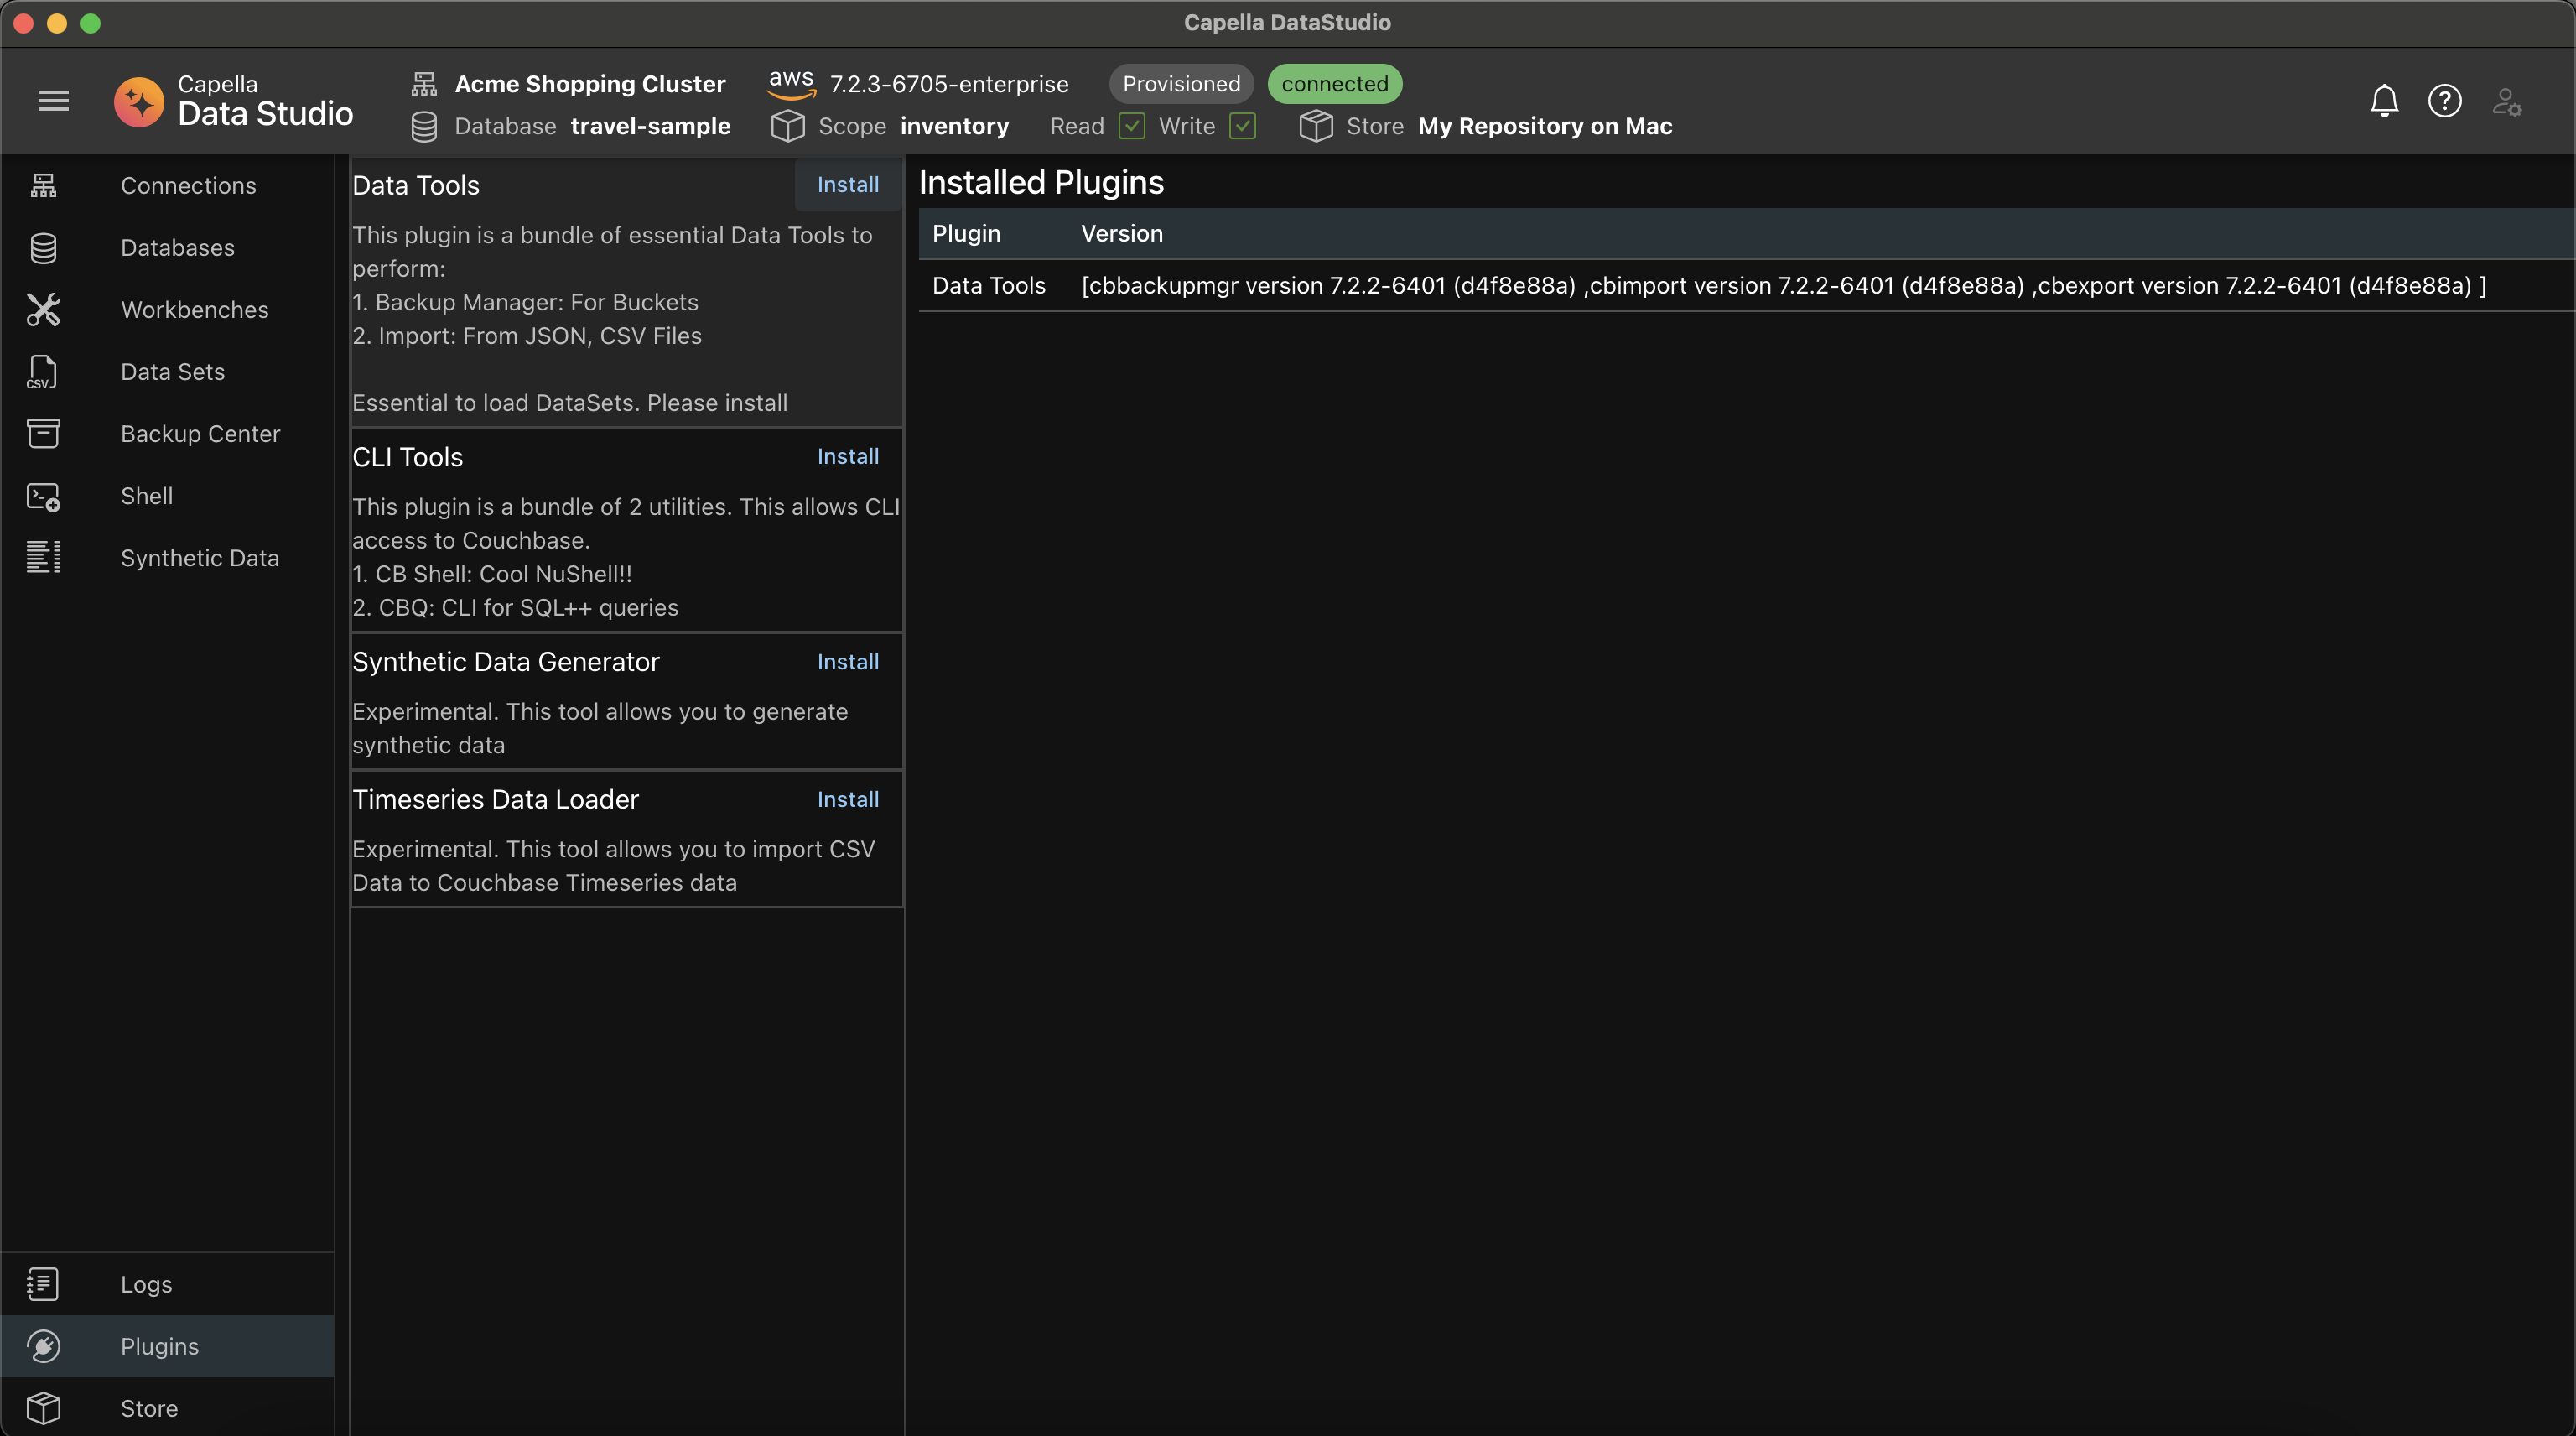 Capella DataStudio
Capella
Data Studio
Acme Shopping Cluster
aws 7.2.3-6705-enterprise
Provisioned
connected
Database travel-sample
Scope inventory
Read Write
Store My Repository on Mac
Connections
Databases
Workbenches
CSV Data Sets
Backup Center
Shell
Synthetic Data
Logs
Plugins
Store
Data Tools Install
This plugin is a bundle of essential Data Tools to
perform:
1. Backup Manager: For Buckets
2. Import: From JSON, CSV Files
Essential to load DataSets. Please install
CLI Tools Install
This plugin is a bundle of 2 utilities. This allows CLI
access to Couchbase.
1. CB Shell: Cool NuShell!!
2. CBQ: CLI for SQL++ queries
Synthetic Data Generator Install
Experimental. This tool allows you to generate
synthetic data
Timeseries Data Loader Install
Experimental. This tool allows you to import CSV
Data to Couchbase Timeseries data
Installed Plugins
Plugin Version
Data Tools [cbbackupmgr version 7.2.2-6401 (d4f8e88a) ,cbimport version 7.2.2-6401 (d4f8e88a) ,cbexport version 7.2.2-6401 (d4f8e88a) ]